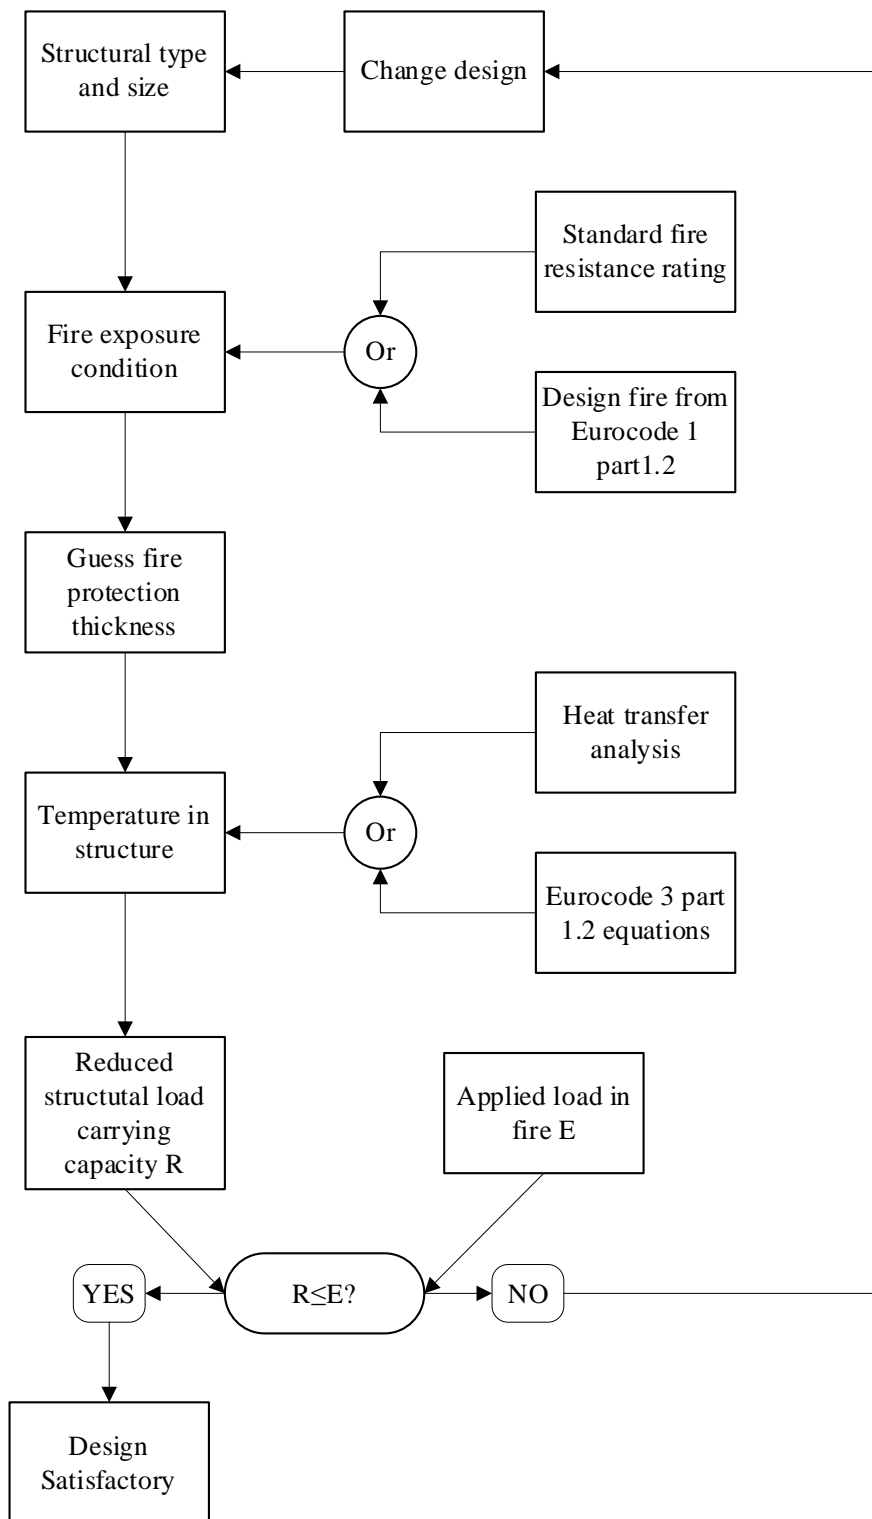 Structural type
and size
Change design
Standard fire
resistance rating
Fire exposure
condition
Or
Design fire from
Eurocode 1
part1.2
Guess fire
protection
thickness
Heat transfer
analysis
Temperature in
structure
Or
Eurocode 3 part
1.2 equations
Reduced
structutal load
carrying
capacity R
Applied load in
fire E
YES
R≤E?
NO
Design
Satisfactory